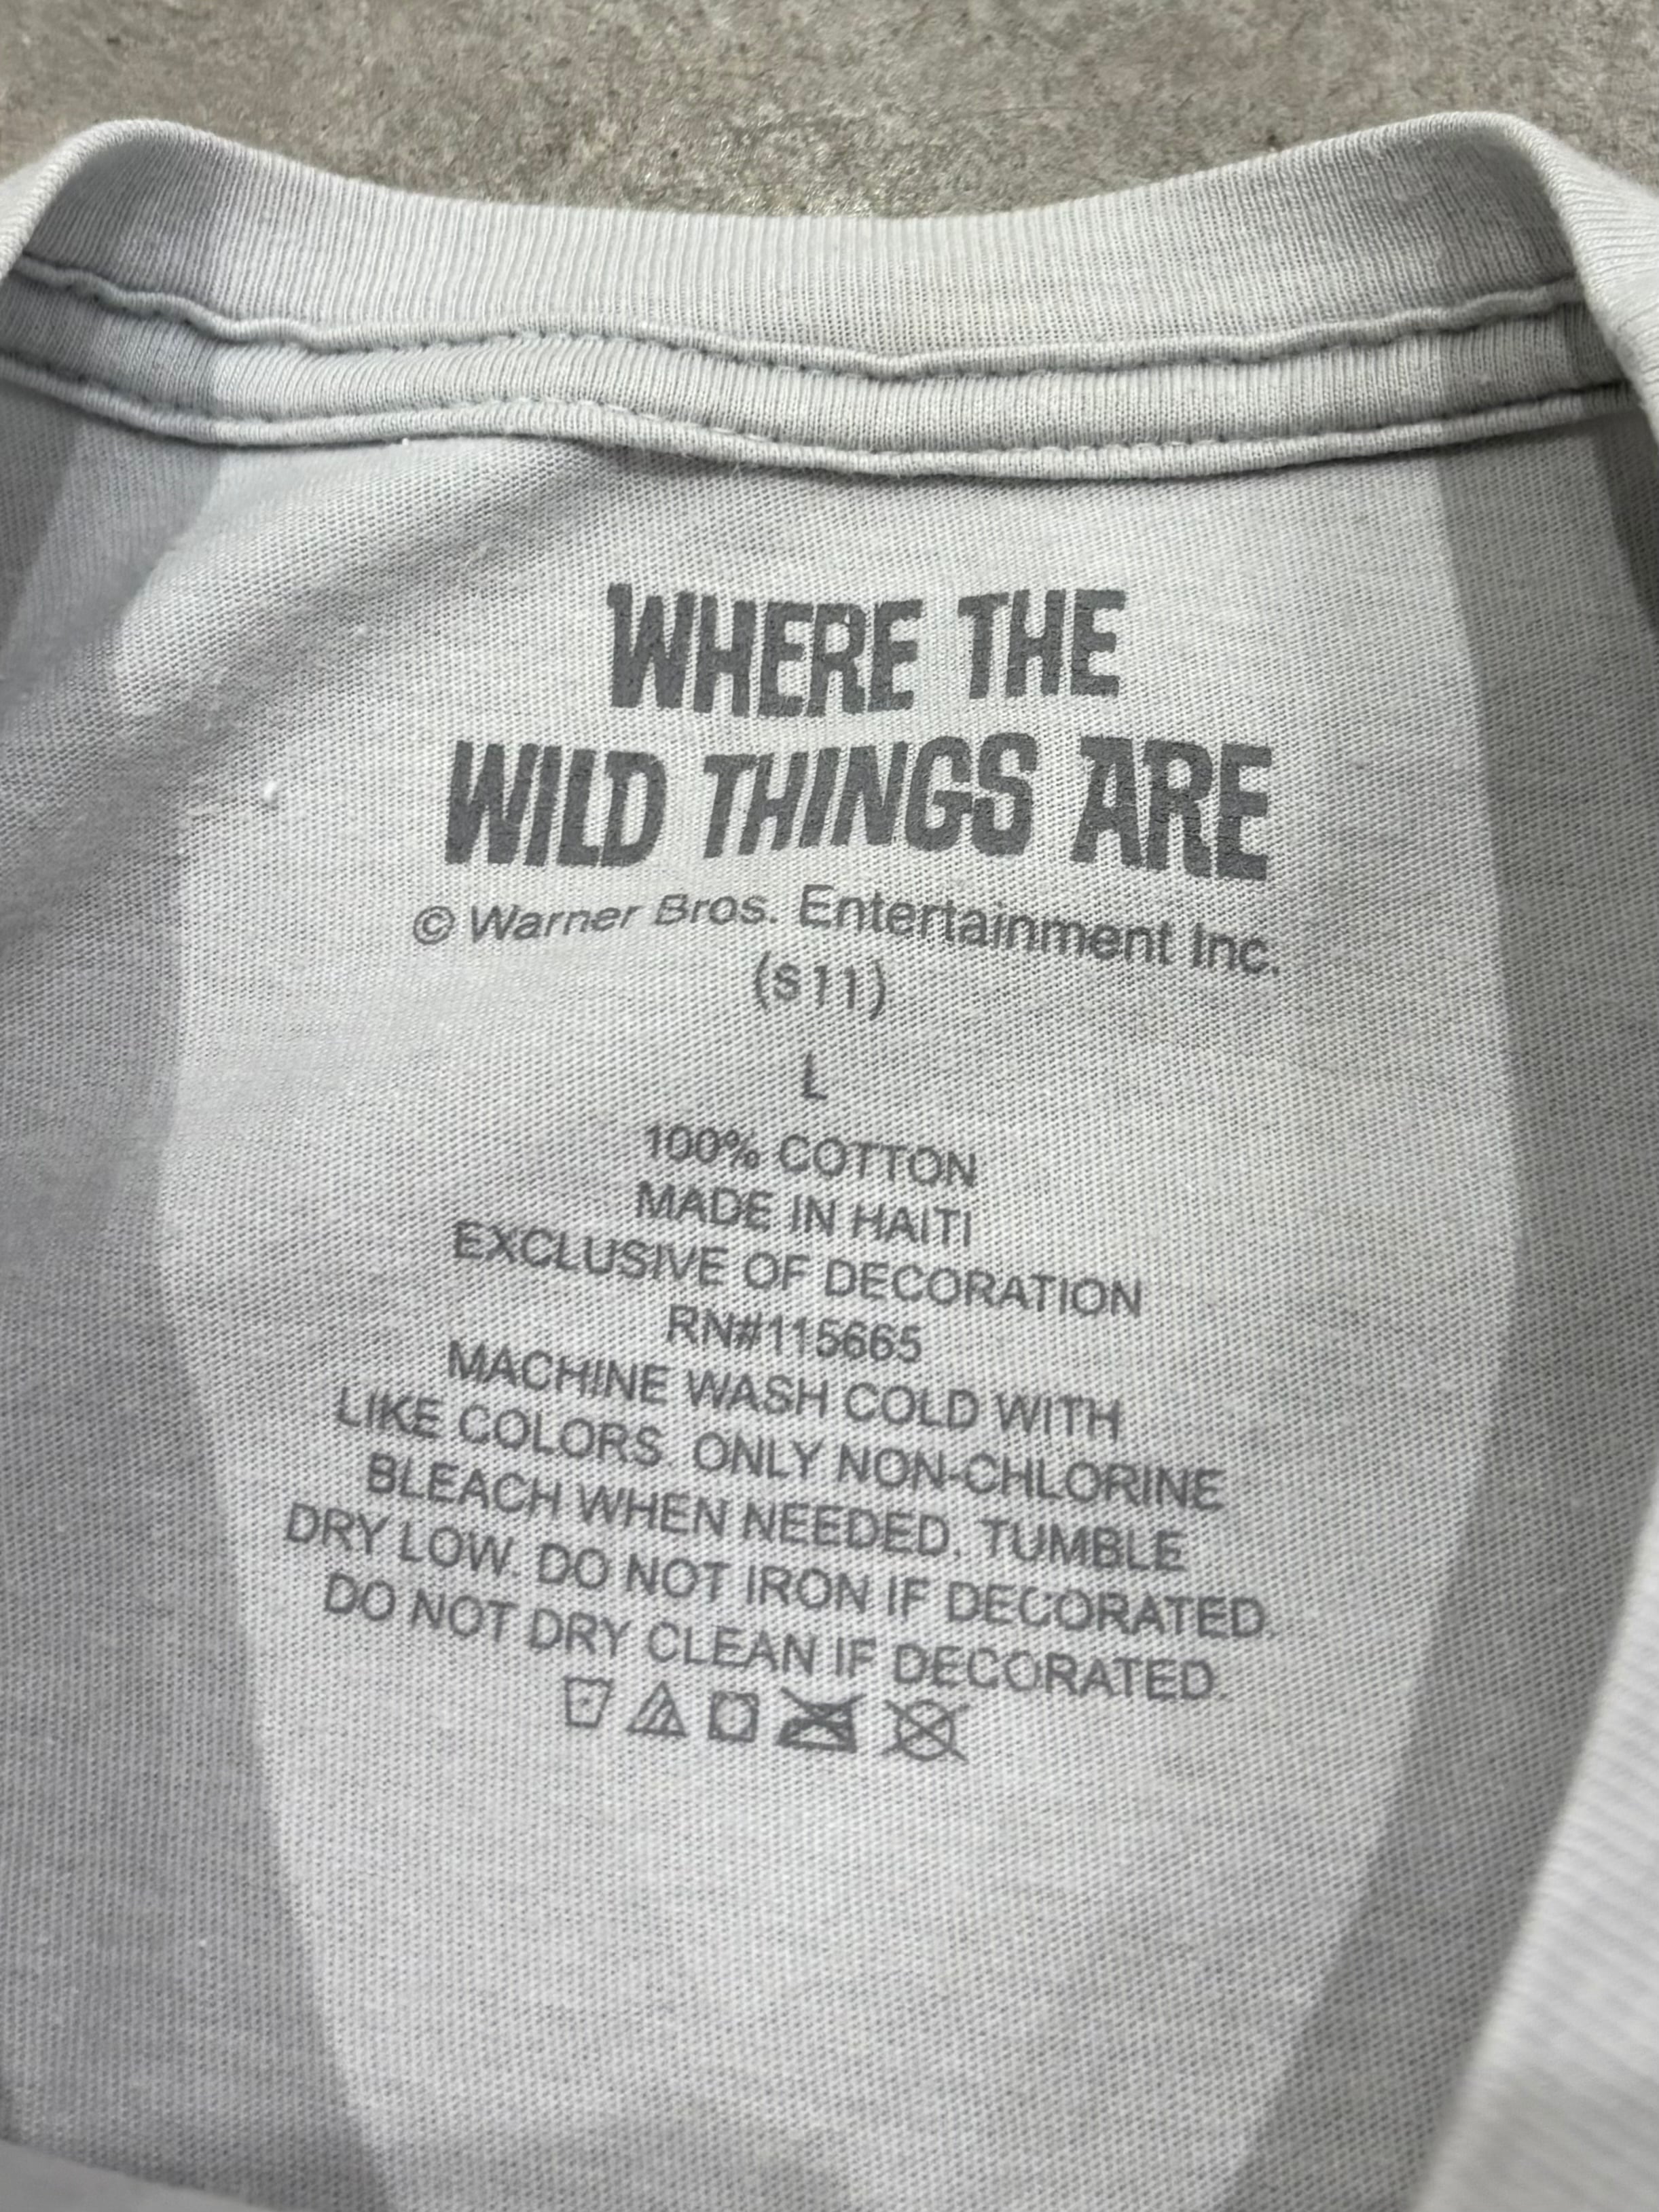 WHERE THE
WILD THINGS ARE
© Warner Bros. Entertainment Inc.
(s11)
L
100% COTTON
MADE IN HAITI
EXCLUSIVE OF DECORATION
RN#115665
MACHINE WASH COLD WITH
LIKE COLORS. ONLY NON-CHLORINE
BLEACH WHEN NEEDED. TUMBLE
DRY LOW. DO NOT IRON IF DECORATED.
DO NOT DRY CLEAN IF DECORATED.